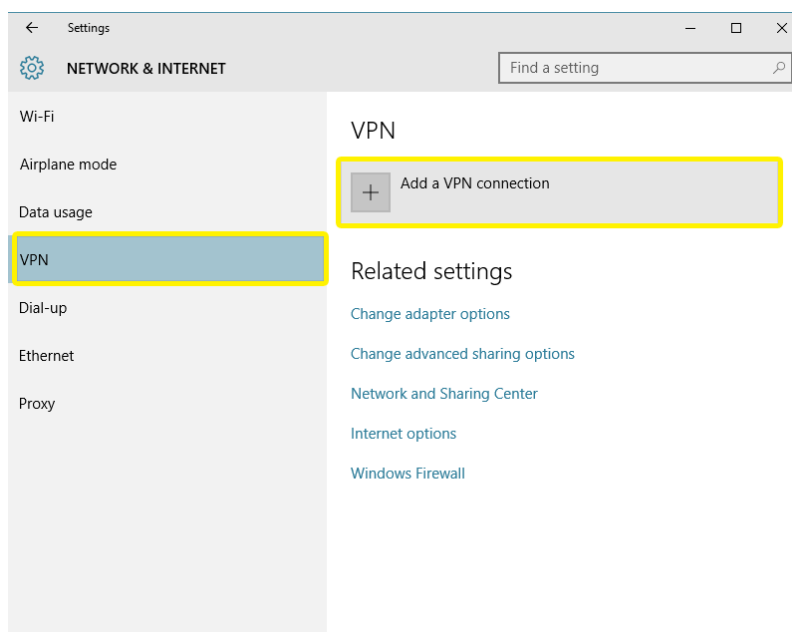 Settings
NETWORK & INTERNET
Find a setting
Wi-Fi
Airplane mode
Data usage
VPN
Dial-up
Ethernet
Proxy
VPN
Add a VPN connection
Related settings
Change adapter options
Change advanced sharing options
Network and Sharing Center
Internet options
Windows Firewall